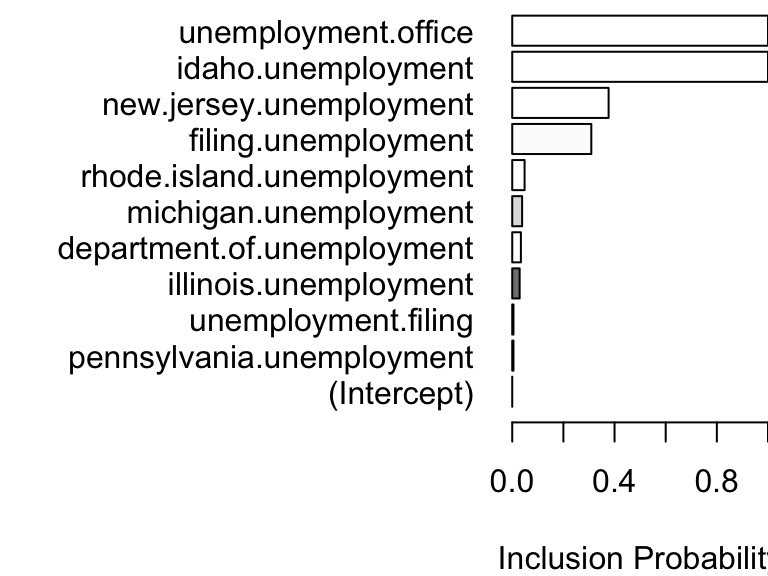 unemployment.office
idaho.unemployment
new.jersey.unemployment
filing.unemployment
rhode.island.unemployment
michigan.unemployment
department.of.unemployment
illinois.unemployment
unemployment.filing
pennsylvania.unemployment
(Intercept)
0.0 0.4 0.8
Inclusion Probabilit